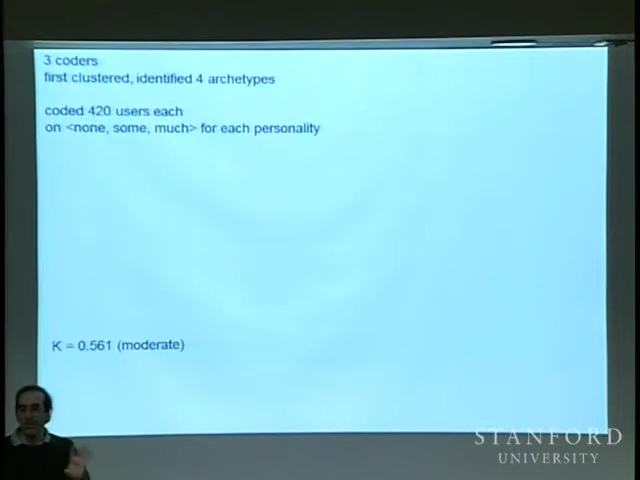 3 coders
first clustered, identified 4 archetypes
coded 420 users each
on <none, some, much> for each personality
K = 0.561 (moderate)
STANFORD
UNIVERSITY